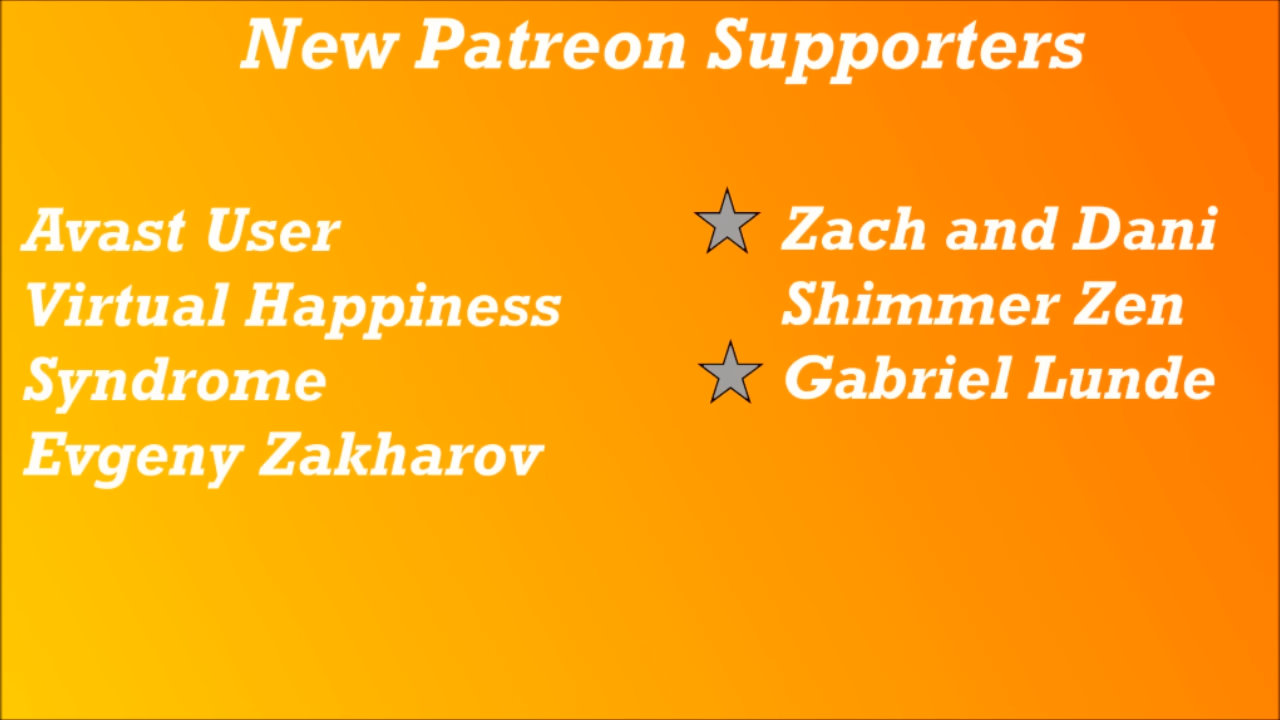 New Patreon Supporters
Avast User
Virtual Happiness
Syndrome
Evgeny Zakharov
Zach and Dani
Shimmer Zen
Gabriel Lunde